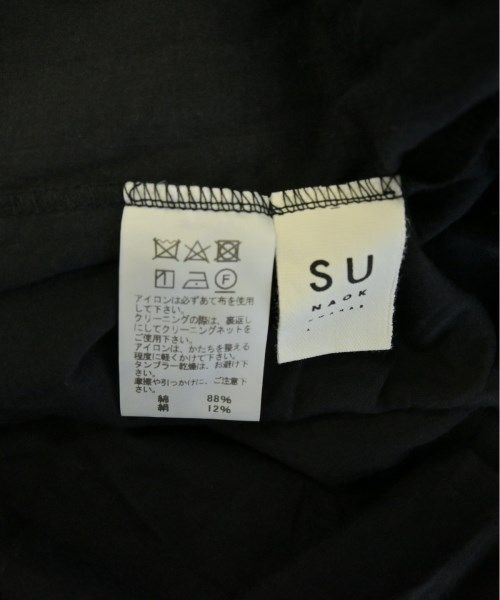 アイロンは必ずあて布を使用
して下さい。
クリーニングの際は、裏返し
にしてクリーニングネットを
ご使用下さい。
アイロンは、かたちを整える
程度に軽くかけて下さい。
タンブラー乾燥は、お避け下
さい。
摩擦や引っかけに、ご注意下
さい。
綿 88%
絹 12%
F
SU
NAOK